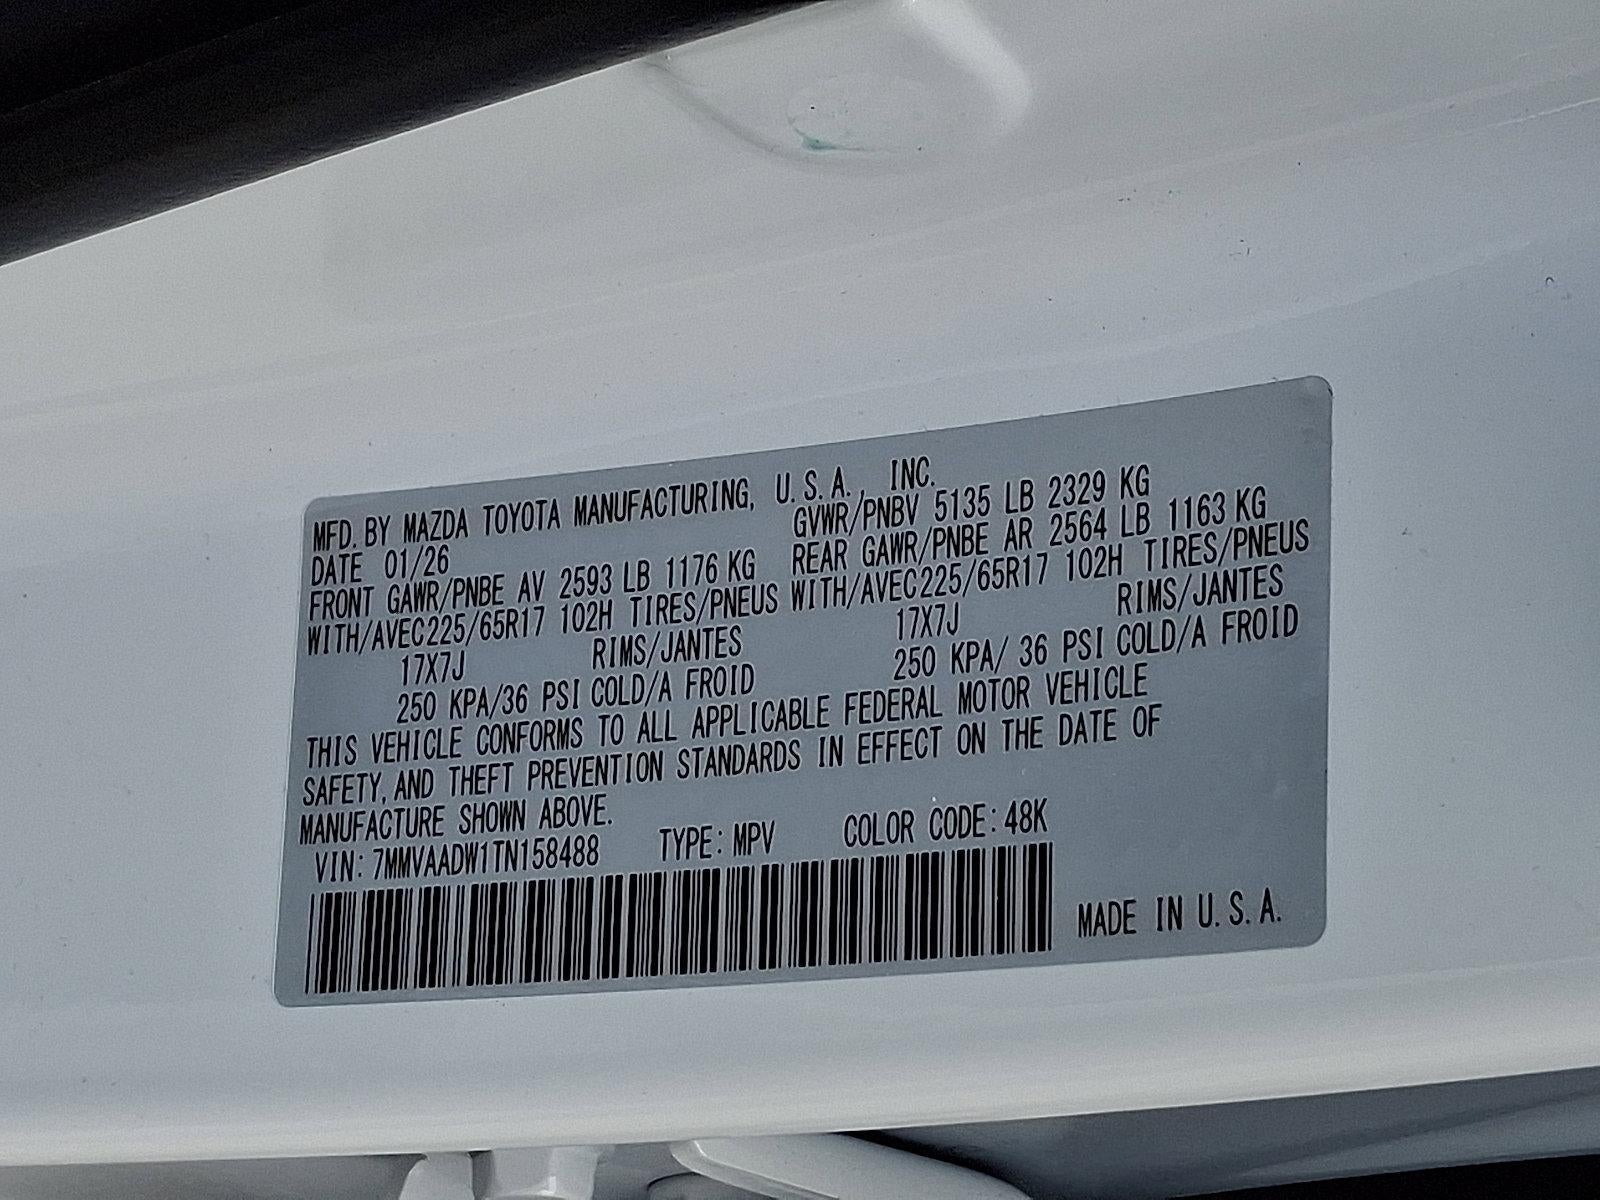 MFD. BY MAZDA TOYOTA MANUFACTURING, U.S.A., INC.
DATE 01/26 GVWR/PNBV 5135 LB 2329 KG
FRONT GAWR/PNBE AV 2593 LB 1176 KG REAR GAWR/PNBE AR 2564 LB 1163 KG
WITH/AVEC225/65R17 102H TIRES/PNEUS WITH/AVEC225/65R17 102H TIRES/PNEUS
17X7J RIMS/JANTES 17X7J RIMS/JANTES
250 KPA/36 PSI COLD/A FROID 250 KPA/ 36 PSI COLD/A FROID
THIS VEHICLE CONFORMS TO ALL APPLICABLE FEDERAL MOTOR VEHICLE
SAFETY, AND THEFT PREVENTION STANDARDS IN EFFECT ON THE DATE OF
MANUFACTURE SHOWN ABOVE.
VIN: 7MMVAADW1TN158488 TYPE: MPV COLOR CODE: 48K
MADE IN U.S.A.